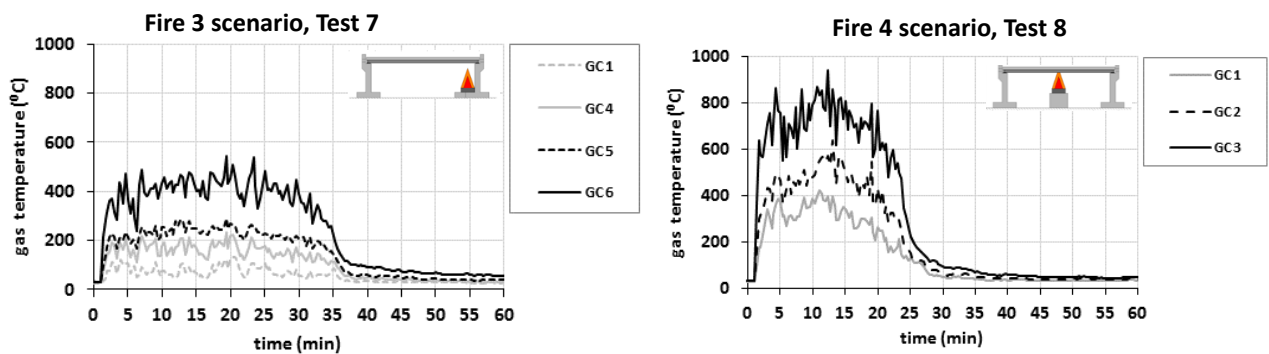 Fire 3 scenario, Test 7
gas temperature (⁰C)
1000
800
600
400
200
0
0 5 10 15 20 25 30 35 40 45 50 55 60
time (min)
GC1
GC4
GC5
GC6
Fire 4 scenario, Test 8
gas temperature (⁰C)
1000
800
600
400
200
0
0 5 10 15 20 25 30 35 40 45 50 55 60
time (min)
GC1
GC2
GC3